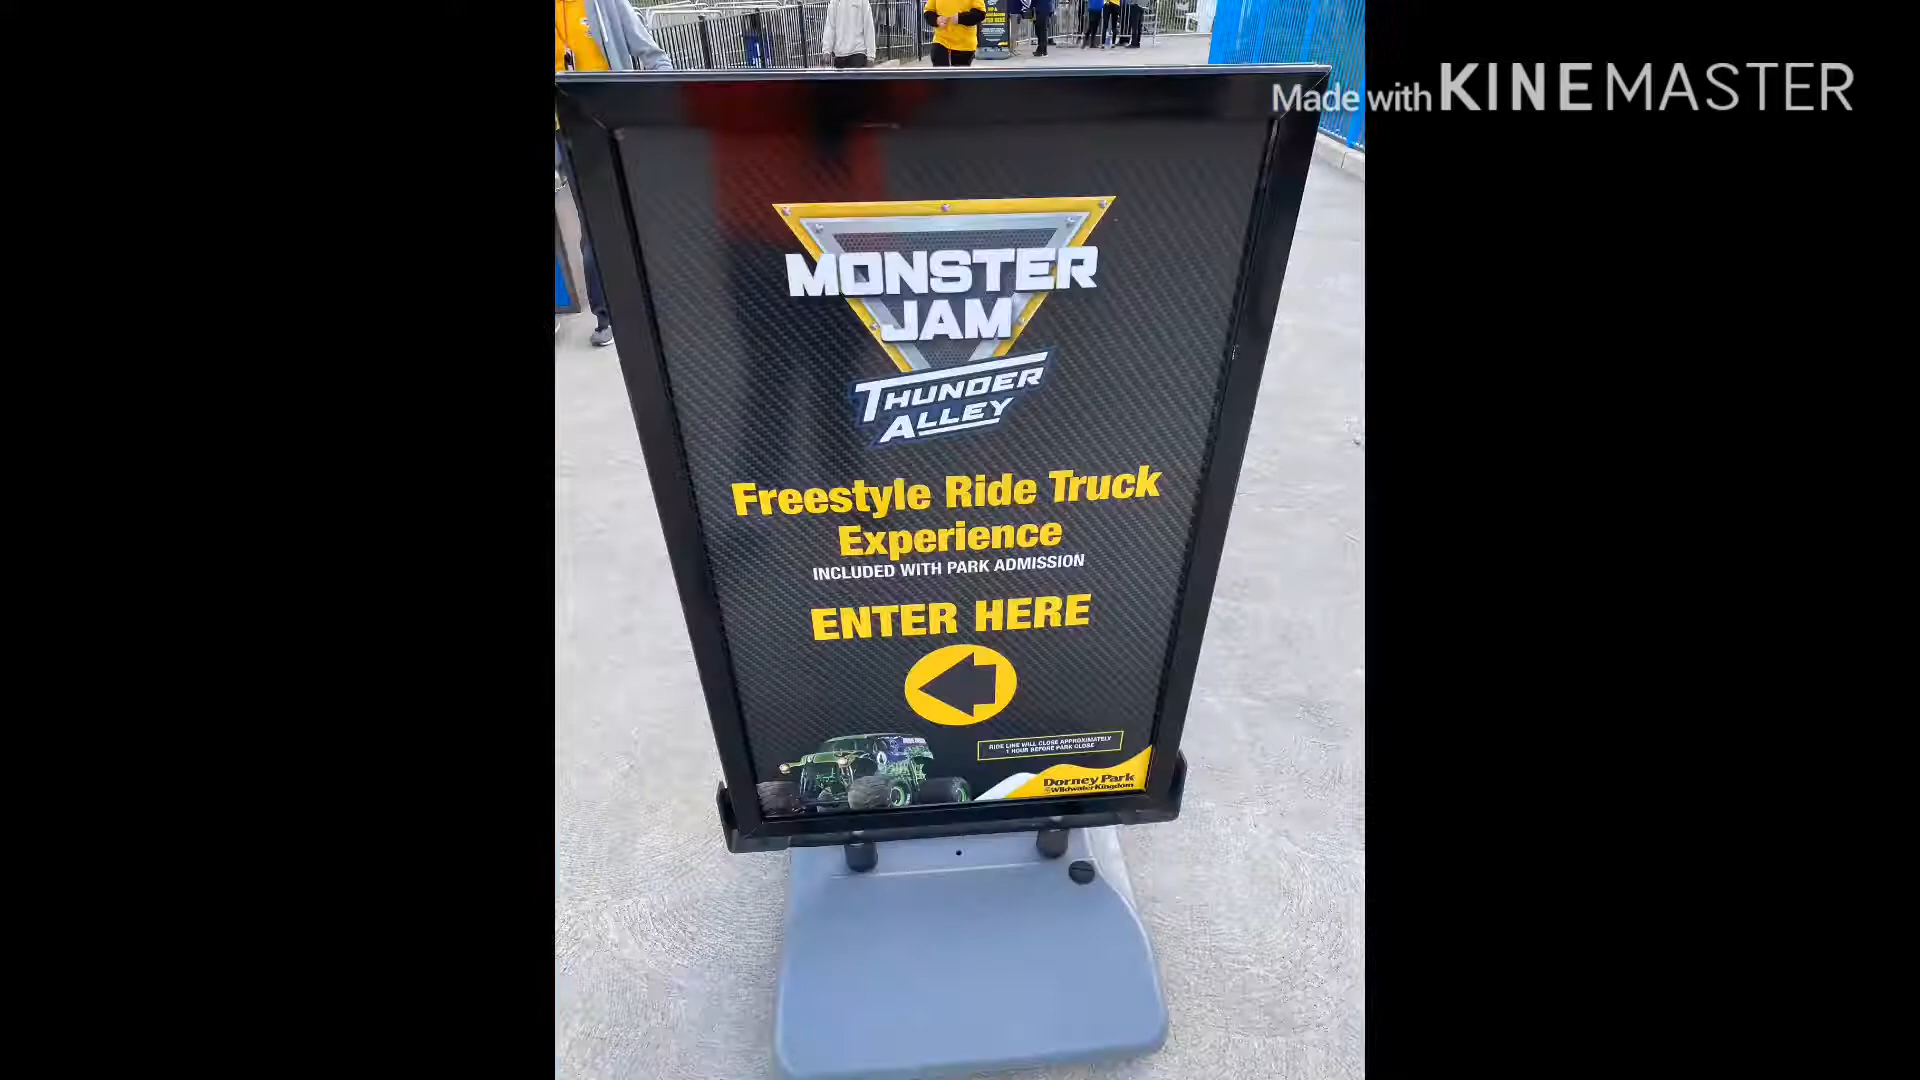 Made with KINEMASTER
MONSTER
JAM
THUNDER
ALLEY
Freestyle Ride Truck
Experience
INCLUDED WITH PARK ADMISSION
ENTER HERE
RIDE LINE WILL CLOSE APPROXIMATELY
1 HOUR BEFORE PARK CLOSE
Dorney Park
& Wildwater Kingdom